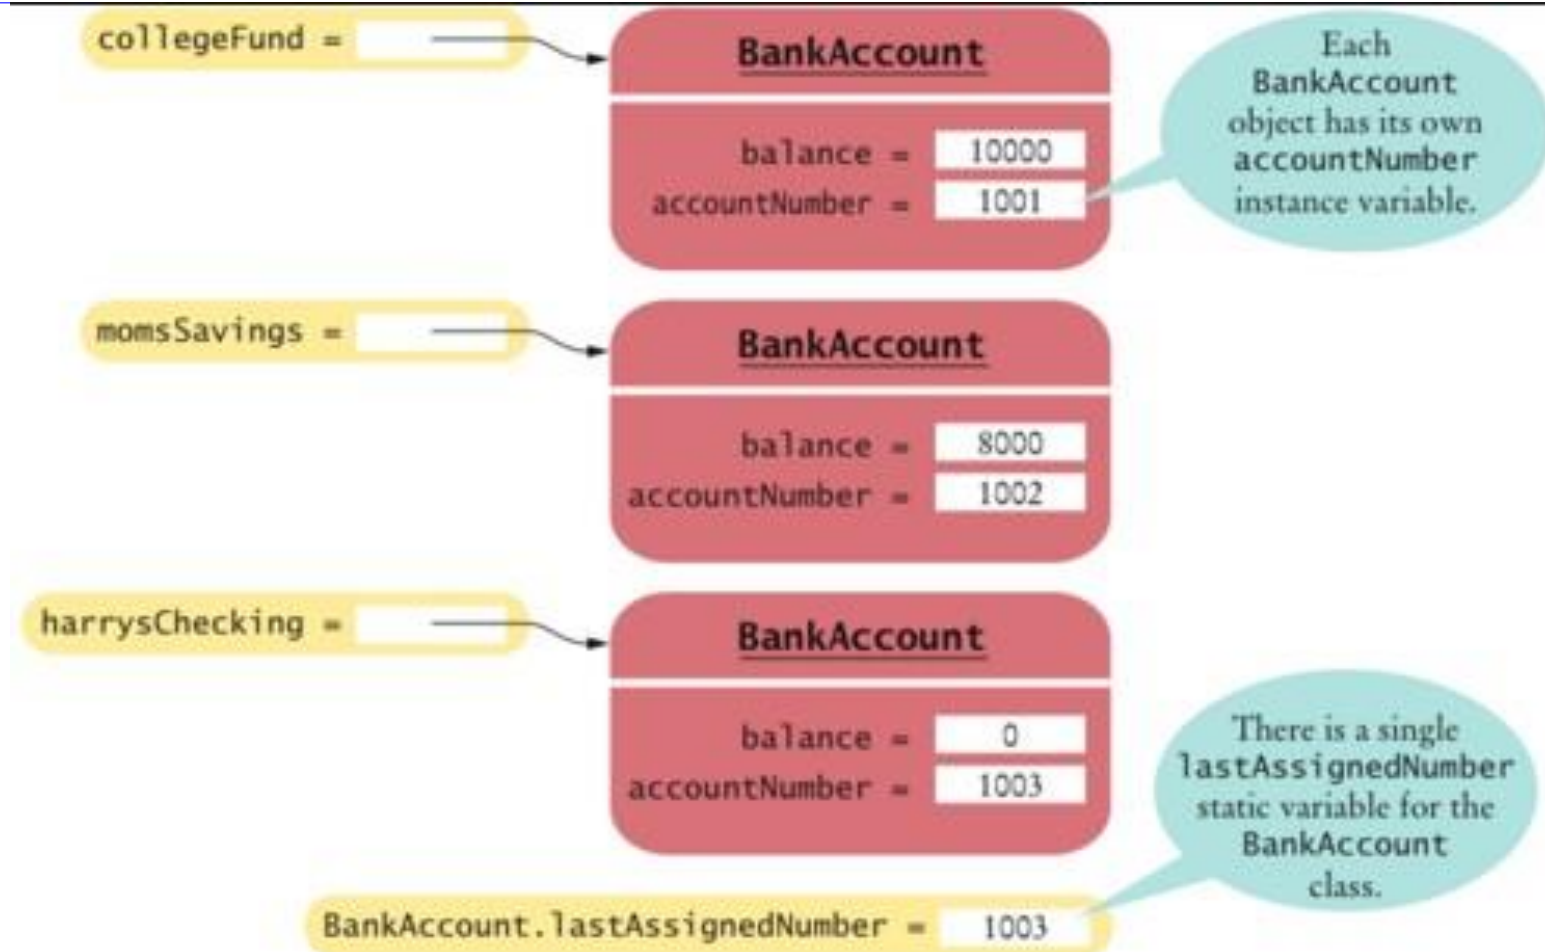 collegeFund =
BankAccount
balance = 10000
accountNumber = 1001
Each
BankAccount
object has its own
accountNumber
instance variable.
momsSavings =
BankAccount
balance = 8000
accountNumber = 1002
harrysChecking =
BankAccount
balance = 0
accountNumber = 1003
There is a single
lastAssignedNumber
static variable for the
BankAccount
class.
BankAccount.lastAssignedNumber = 1003